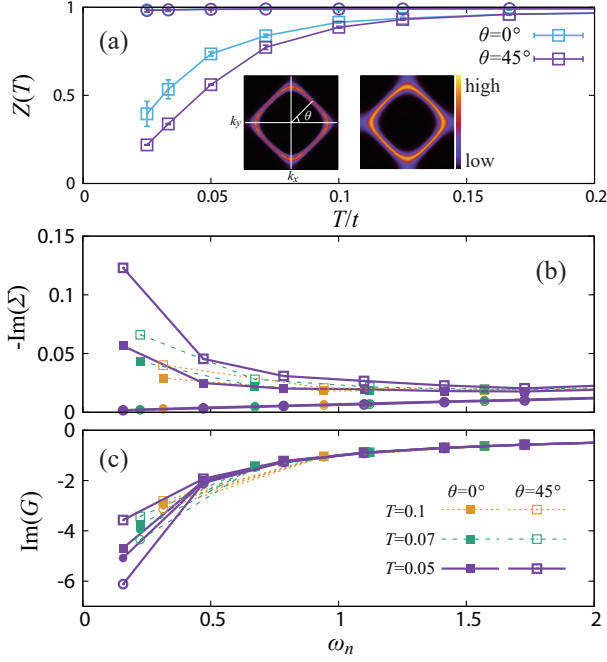 (a)
Z(T)
1
0.5
0
θ=0°
θ=45°
k_y
θ
k_x
high
low
0 0.05 0.1 0.15 0.2
T/t
(b)
-Im(Σ)
0.15
0.1
0.05
0
(c)
Im(G)
0
-2
-4
-6
θ=0° θ=45°
T=0.1
T=0.07
T=0.05
0 0.5 1 1.5 2
ω_n